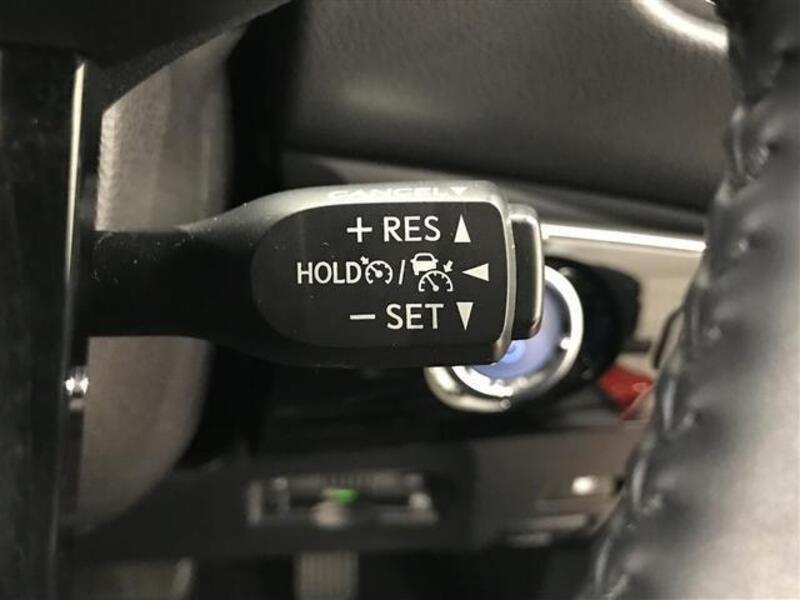 CANCEL▼
+ RES ▲
HOLD / ◄
− SET ▼